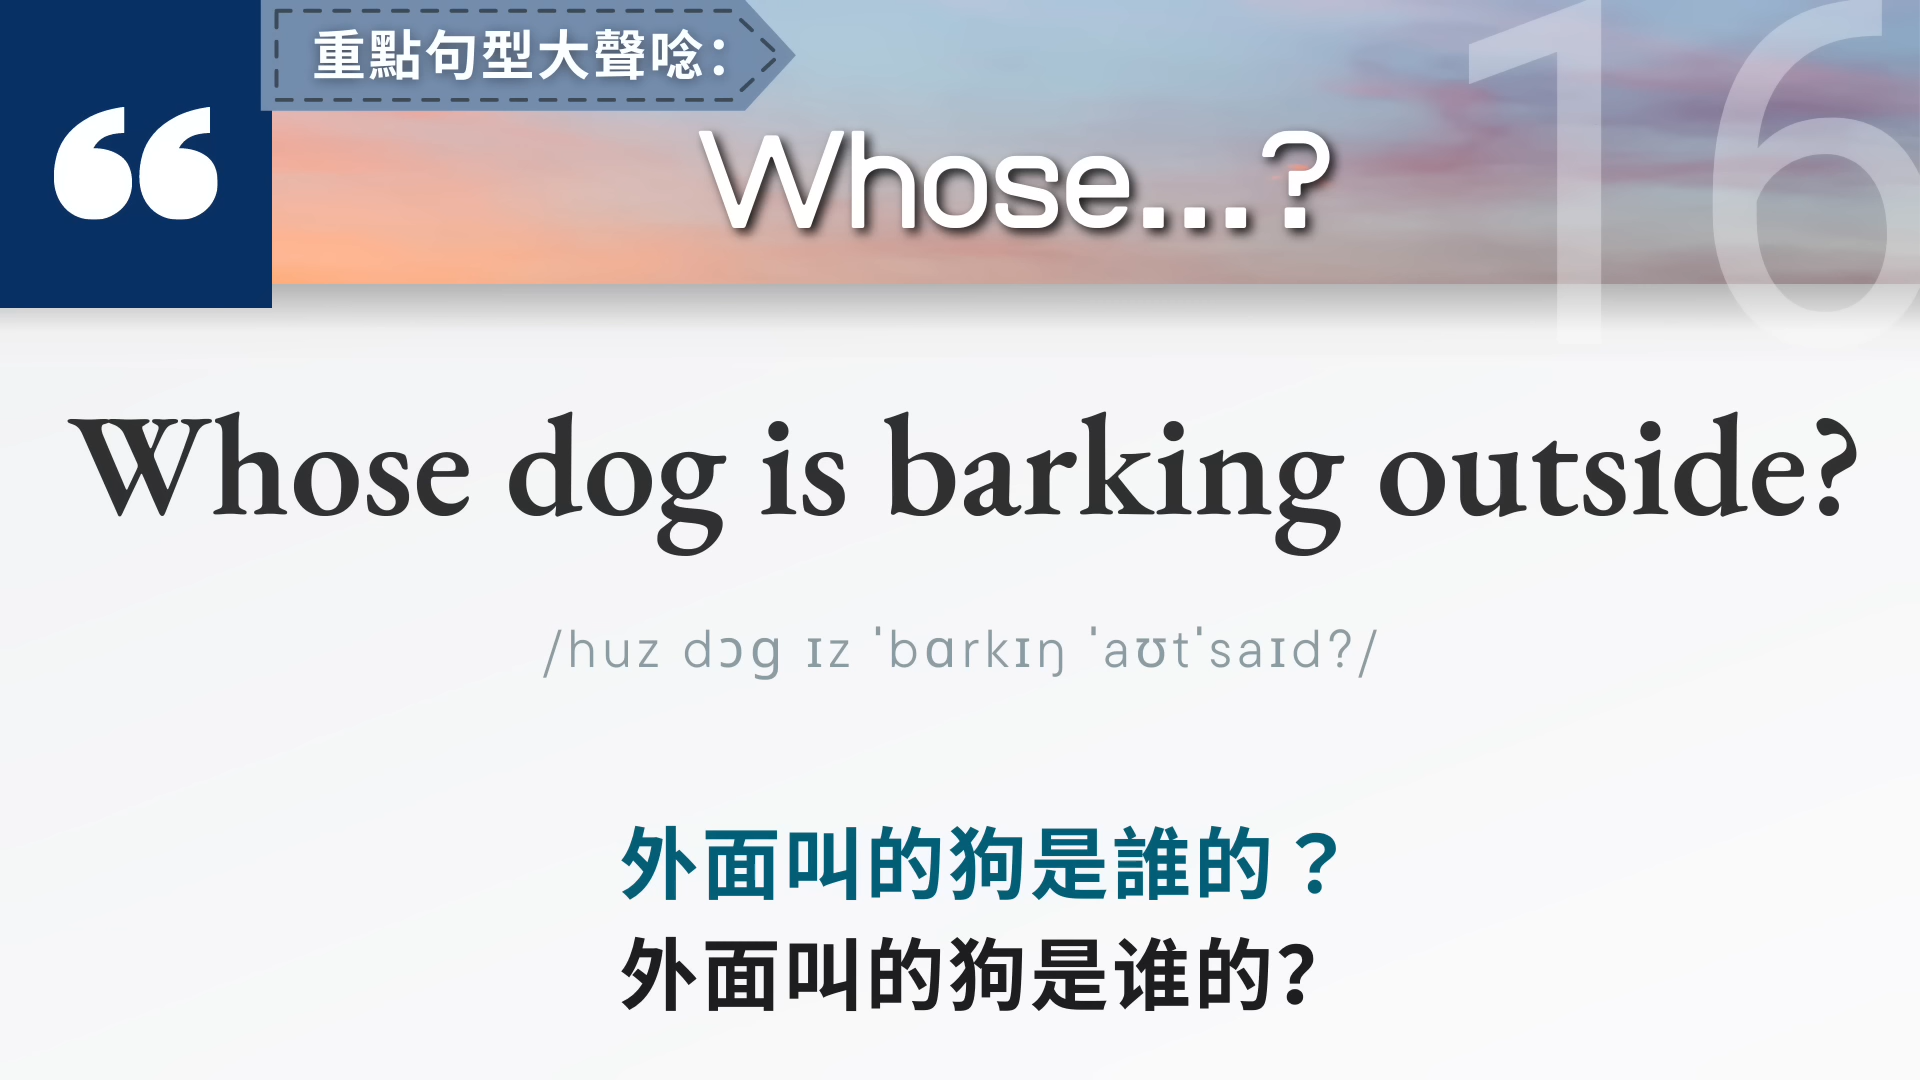 重點句型大聲唸:
16
Whose...?
Whose dog is barking outside?
/huz dɔg ɪz ˈbɑrkɪŋ ˈaʊtˈsaɪd?/
外面叫的狗是誰的？
外面叫的狗是谁的?